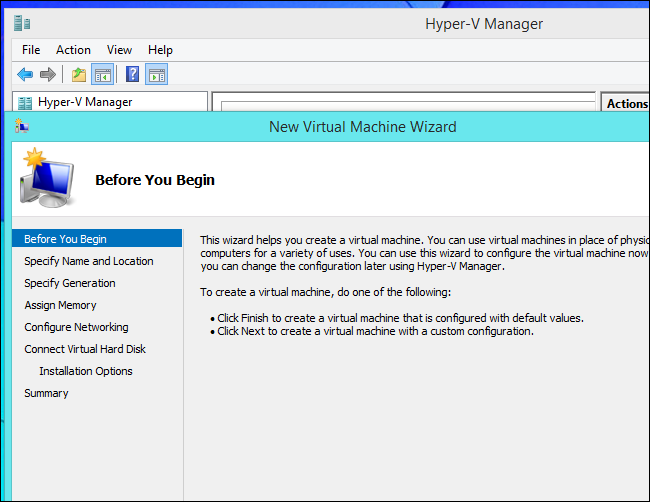 Hyper-V Manager
File Action View Help
Hyper-V Manager
Actions
New Virtual Machine Wizard
Before You Begin
Before You Begin
Specify Name and Location
Specify Generation
Assign Memory
Configure Networking
Connect Virtual Hard Disk
Installation Options
Summary
This wizard helps you create a virtual machine. You can use virtual machines in place of physic
computers for a variety of uses. You can use this wizard to configure the virtual machine now
you can change the configuration later using Hyper-V Manager.
To create a virtual machine, do one of the following:
• Click Finish to create a virtual machine that is configured with default values.
• Click Next to create a virtual machine with a custom configuration.